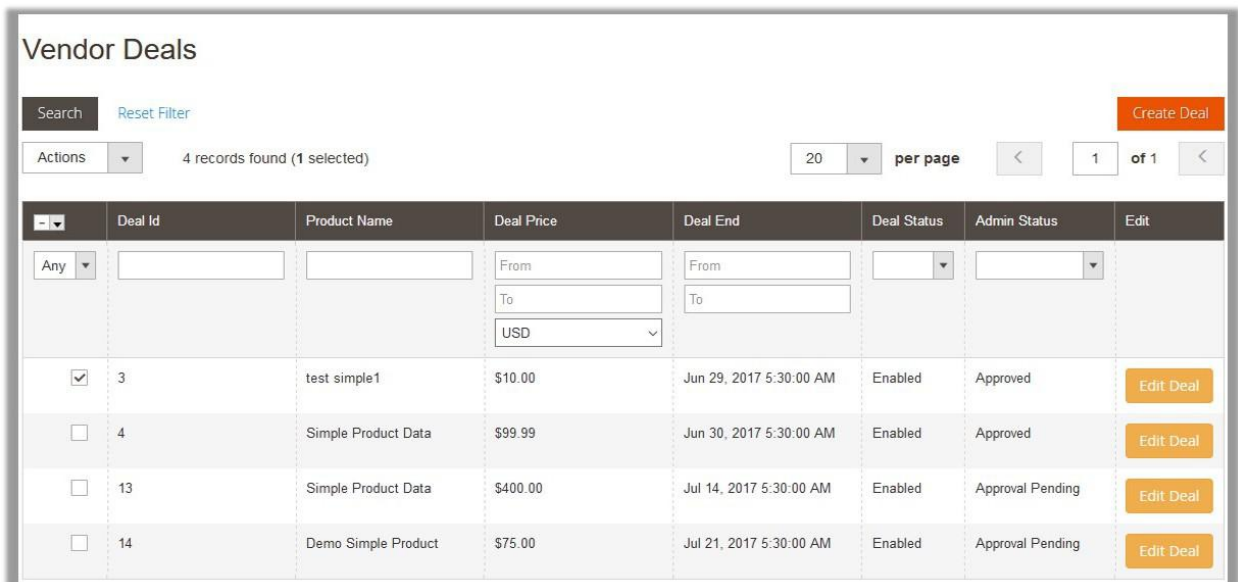 Vendor Deals
Search Reset Filter Create Deal
Actions 4 records found (1 selected) 20 per page 1 of 1
Deal Id Product Name Deal Price Deal End Deal Status Admin Status Edit
Any From From
To To
USD
3 test simple1 $10.00 Jun 29, 2017 5:30:00 AM Enabled Approved Edit Deal
4 Simple Product Data $99.99 Jun 30, 2017 5:30:00 AM Enabled Approved Edit Deal
13 Simple Product Data $400.00 Jul 14, 2017 5:30:00 AM Enabled Approval Pending Edit Deal
14 Demo Simple Product $75.00 Jul 21, 2017 5:30:00 AM Enabled Approval Pending Edit Deal